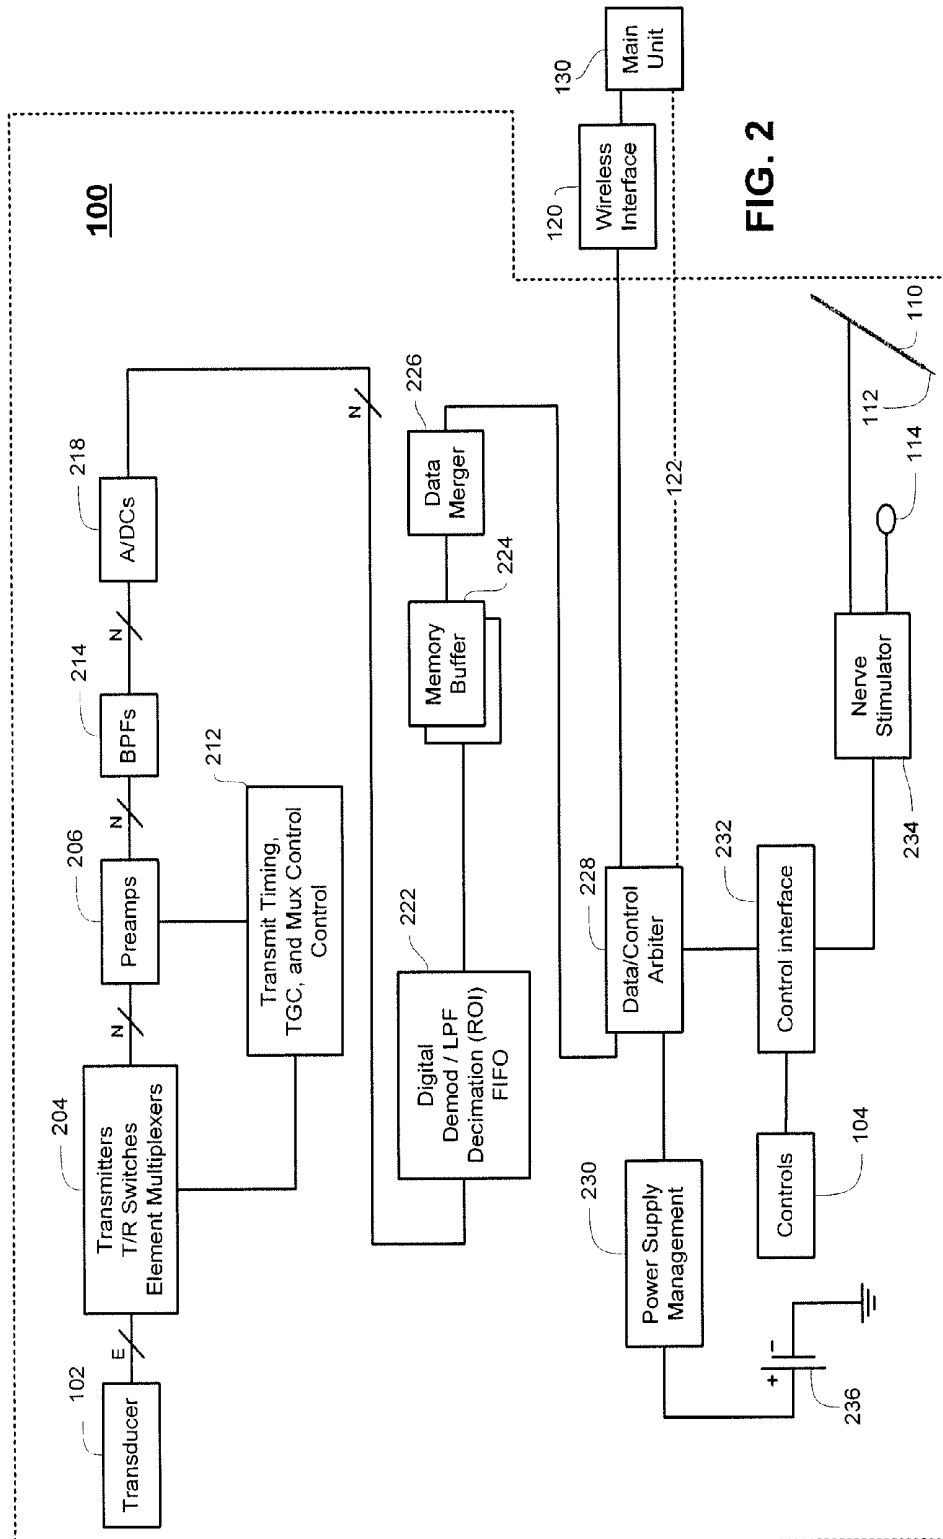 100
102
Transducer
E
204
Transmitters
T/R Switches
Element Multiplexers
N
206
Preamps
N
214
BPFs
N
218
A/DCs
212
Transmit Timing,
TGC, and Mux Control
Control
N
222
Digital
Demod / LPF
Decimation (ROI)
FIFO
Memory
Buffer
224
226
Data
Merger
228
Data/Control
Arbiter
120
Wireless
Interface
130
Main
Unit
122
230
Power Supply
Management
+
−
236
104
Controls
232
Control interface
234
Nerve
Stimulator
114
112
110
FIG. 2